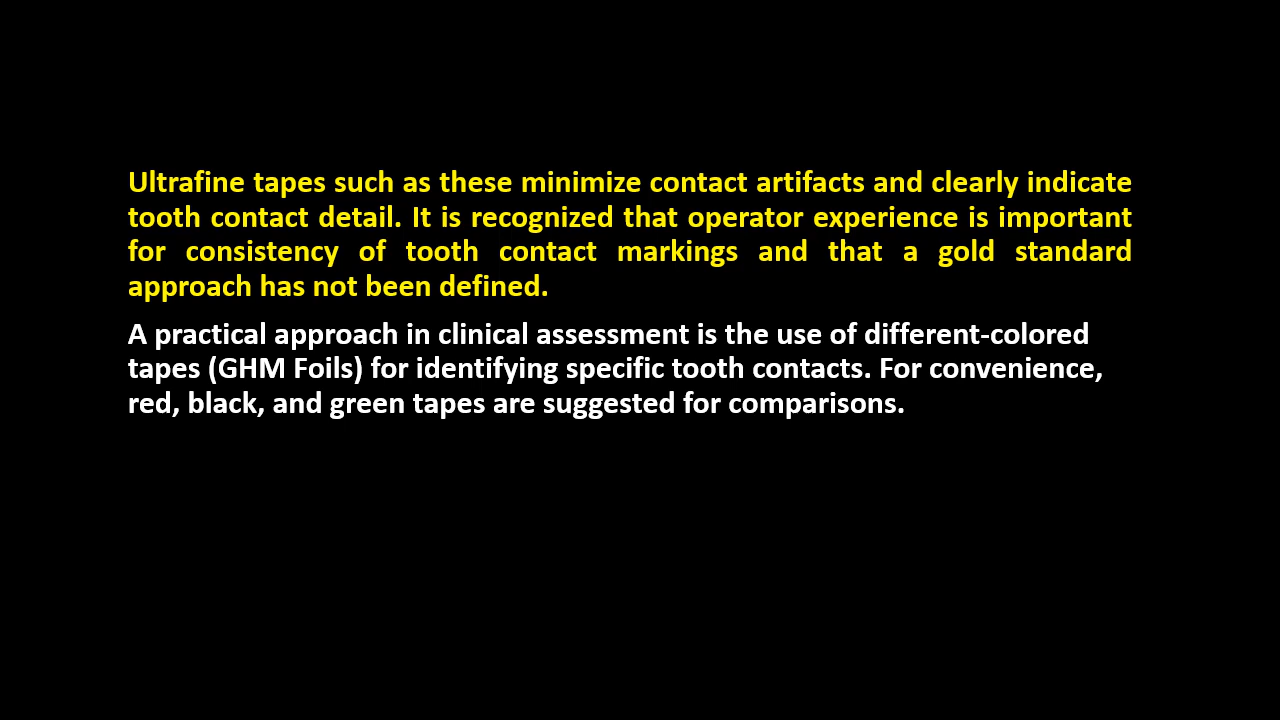 Ultrafine tapes such as these minimize contact artifacts and clearly indicate
tooth contact detail. It is recognized that operator experience is important
for consistency of tooth contact markings and that a gold standard
approach has not been defined.
A practical approach in clinical assessment is the use of different-colored
tapes (GHM Foils) for identifying specific tooth contacts. For convenience,
red, black, and green tapes are suggested for comparisons.